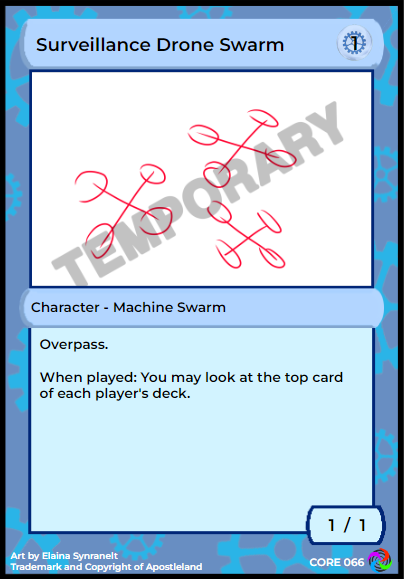 Surveillance Drone Swarm
1
TEMPORARY
Character - Machine Swarm
Overpass.
When played: You may look at the top card
of each player's deck.
1 / 1
Art by Elaina Synranelt
Trademark and Copyright of Apostleland
CORE 066